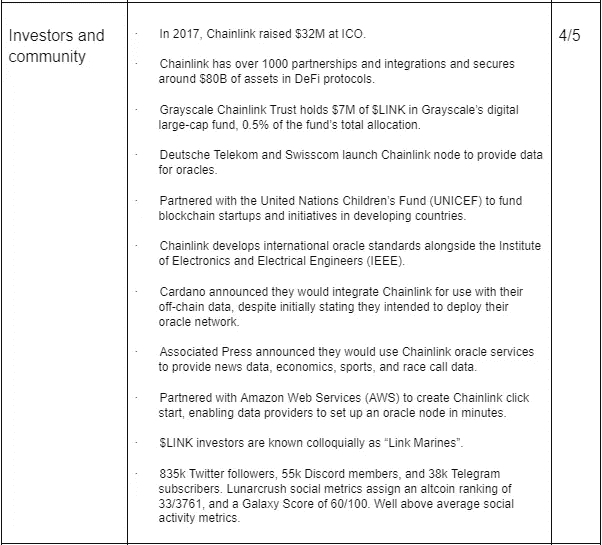 Investors and
community
· In 2017, Chainlink raised $32M at ICO.
· Chainlink has over 1000 partnerships and integrations and secures
around $80B of assets in DeFi protocols.
· Grayscale Chainlink Trust holds $7M of $LINK in Grayscale's digital
large-cap fund, 0.5% of the fund's total allocation.
· Deutsche Telekom and Swisscom launch Chainlink node to provide data
for oracles.
· Partnered with the United Nations Children's Fund (UNICEF) to fund
blockchain startups and initiatives in developing countries.
· Chainlink develops international oracle standards alongside the Institute
of Electronics and Electrical Engineers (IEEE).
· Cardano announced they would integrate Chainlink for use with their
off-chain data, despite initially stating they intended to deploy their
oracle network.
· Associated Press announced they would use Chainlink oracle services
to provide news data, economics, sports, and race call data.
· Partnered with Amazon Web Services (AWS) to create Chainlink click
start, enabling data providers to set up an oracle node in minutes.
· $LINK investors are known colloquially as “Link Marines”.
· 835k Twitter followers, 55k Discord members, and 38k Telegram
subscribers. Lunarcrush social metrics assign an altcoin ranking of
33/3761, and a Galaxy Score of 60/100. Well above average social
activity metrics.
4/5